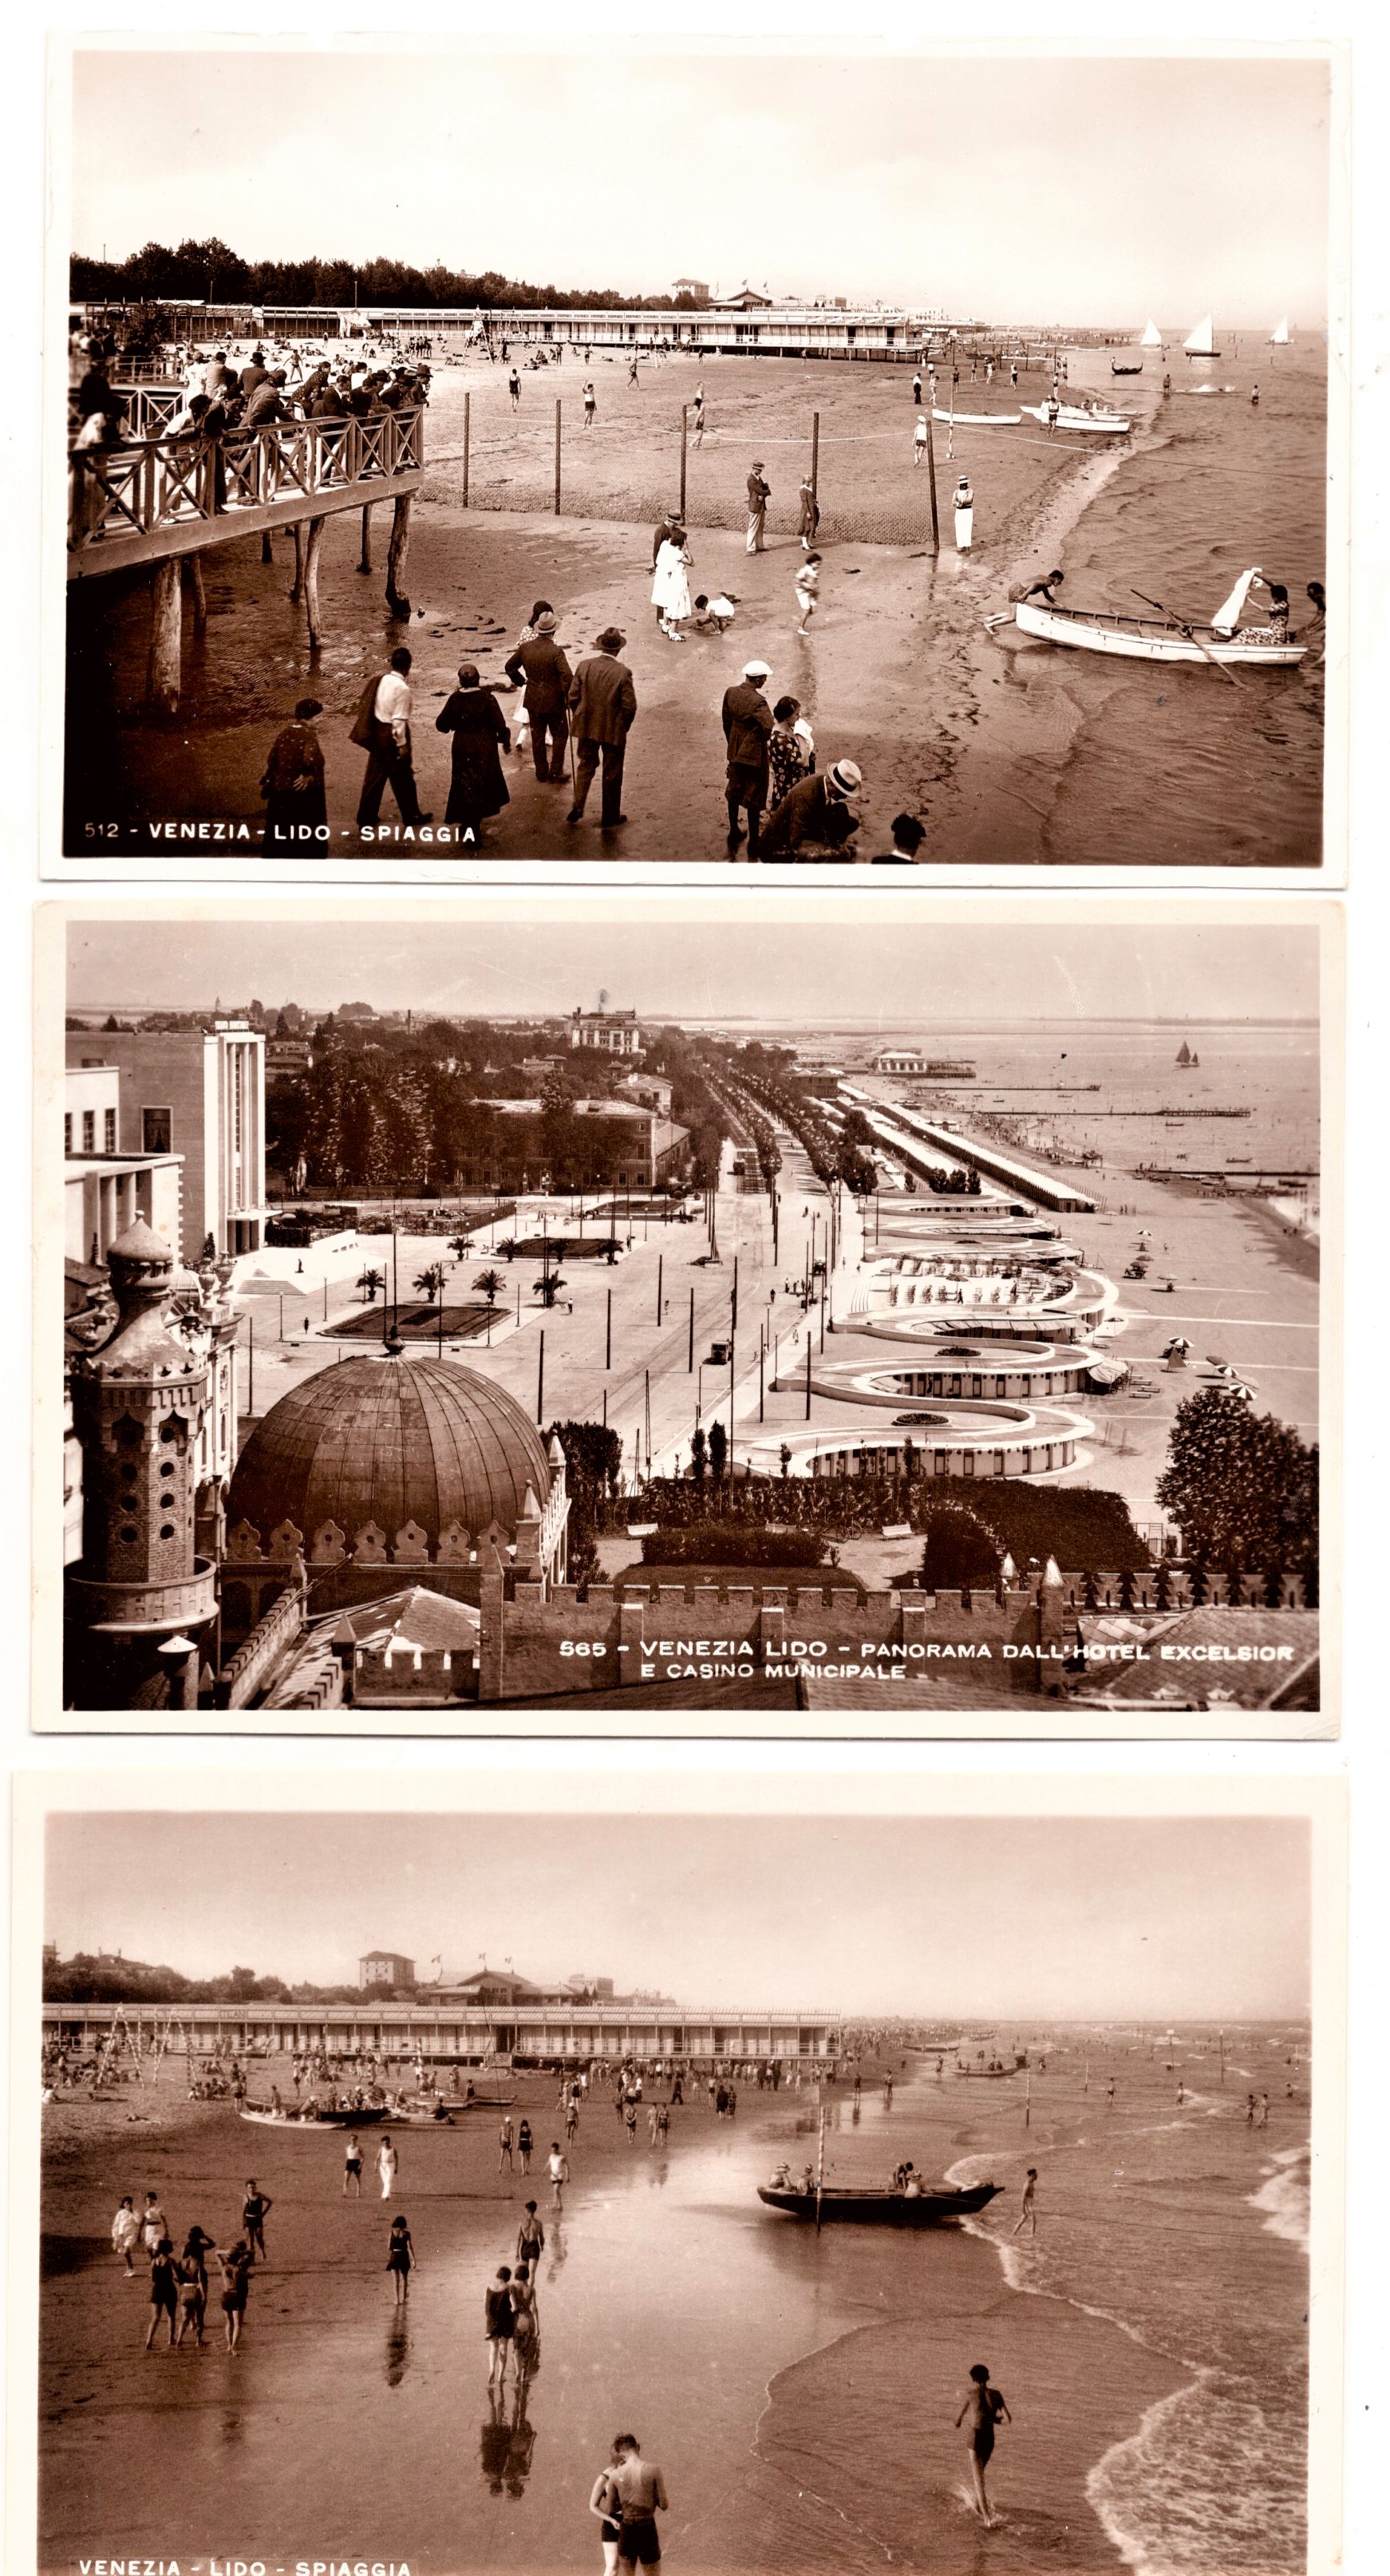 512 - VENEZIA - LIDO - SPIAGGIA
565 - VENEZIA LIDO - PANORAMA DALL'HOTEL EXCELSIOR
E CASINO MUNICIPALE
VENEZIA - LIDO - SPIAGGIA